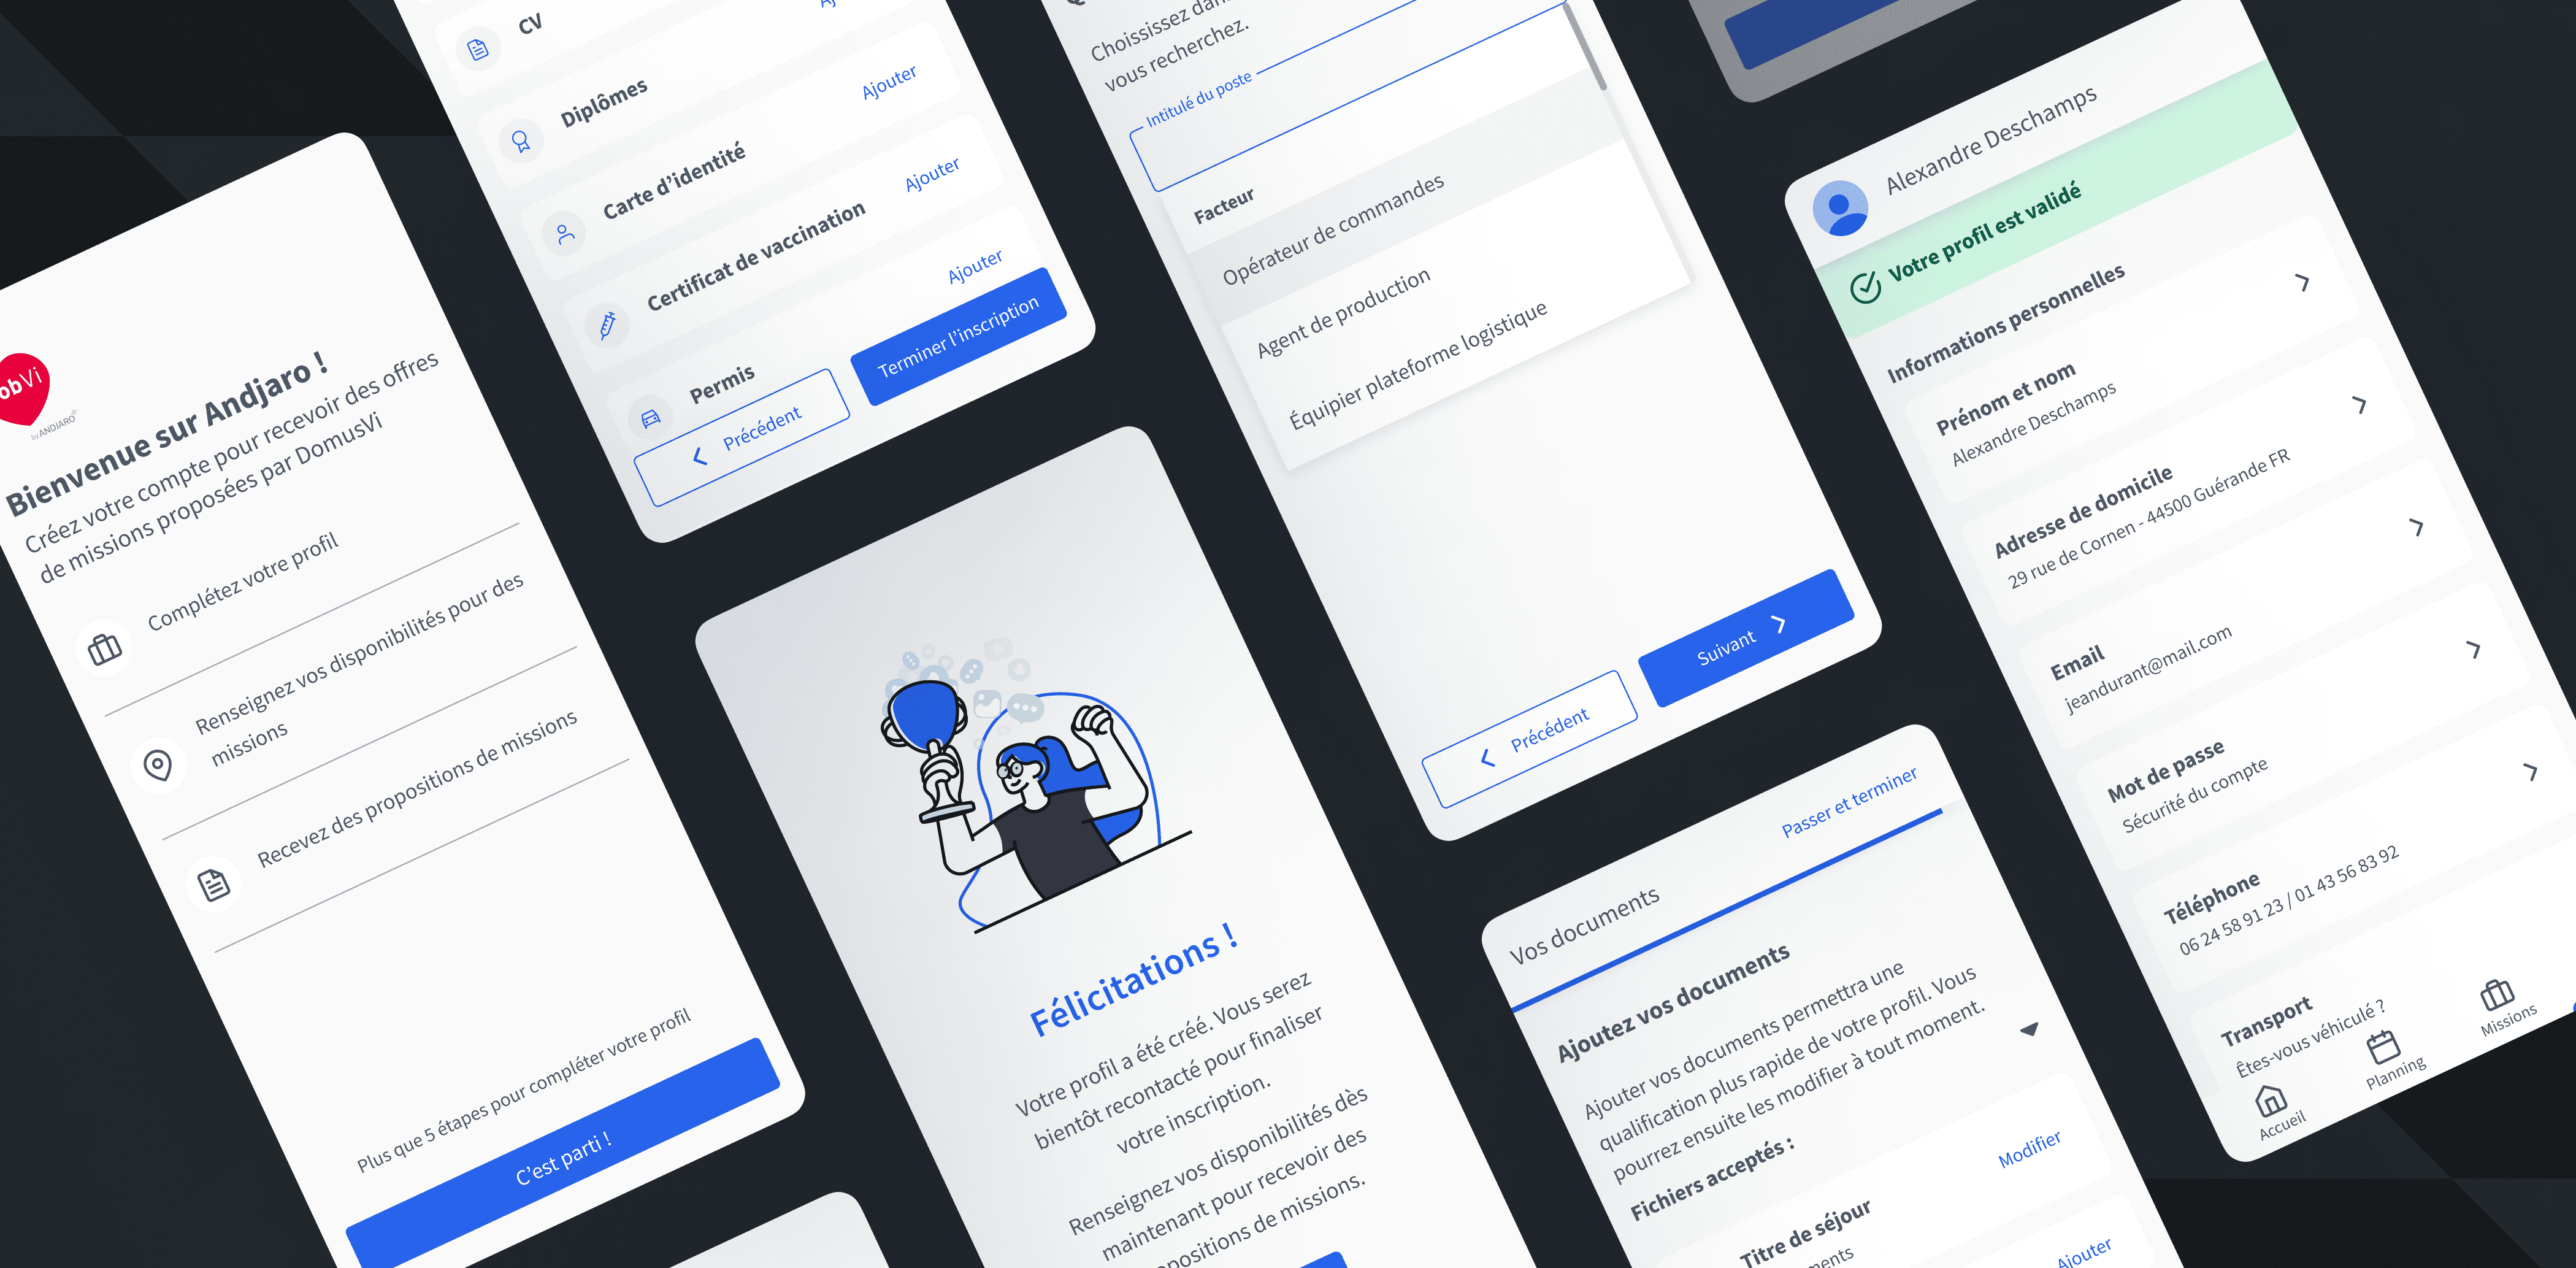 obVi
by ANDJARO
Bienvenue sur Andjaro !
Créez votre compte pour recevoir des offres
de missions proposées par DomusVi
Complétez votre profil
Renseignez vos disponibilités pour des
missions
Recevez des propositions de missions
Plus que 5 étapes pour compléter votre profil
C’est parti !
CV
Diplômes
Ajouter
Carte d’identité
Ajouter
Certificat de vaccination
Ajouter
Permis
Précédent
Terminer l’inscription
Félicitations !
Votre profil a été créé. Vous serez
bientôt recontacté pour finaliser
votre inscription.
Renseignez vos disponibilités dès
maintenant pour recevoir des
opositions de missions.
Choississez dan
vous recherchez.
Intitulé du poste
Facteur
Opérateur de commandes
Agent de production
Équipier plateforme logistique
Précédent
Suivant
Passer et terminer
Vos documents
Ajoutez vos documents
Ajouter vos documents permettra une
qualification plus rapide de votre profil. Vous
pourrez ensuite les modifier à tout moment.
Fichiers acceptés :
Modifier
Titre de séjour
ments
Ajouter
Alexandre Deschamps
Votre profil est validé
Informations personnelles
Prénom et nom
Alexandre Deschamps
Adresse de domicile
29 rue de Cornen - 44500 Guérande FR
Email
jeandurant@mail.com
Mot de passe
Sécurité du compte
Téléphone
06 24 58 91 23 / 01 43 56 83 92
Transport
Êtes-vous véhiculé ?
Accueil
Planning
Missions